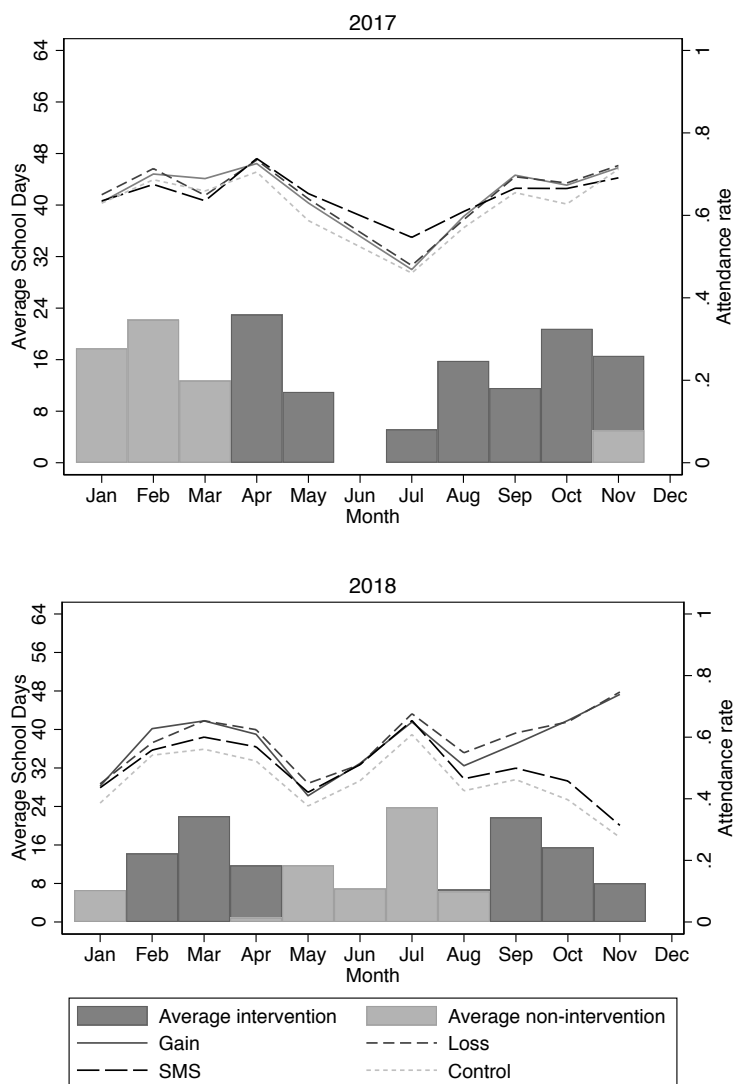 2017
Average School Days
0 8 16 24 32 40 48 56 64
Attendance rate
0 .2 .4 .6 .8 1
Jan Feb Mar Apr May Jun Jul Aug Sep Oct Nov Dec
Month
2018
Average School Days
0 8 16 24 32 40 48 56 64
Attendance rate
0 .2 .4 .6 .8 1
Jan Feb Mar Apr May Jun Jul Aug Sep Oct Nov Dec
Month
Average intervention Average non-intervention
Gain Loss
SMS Control